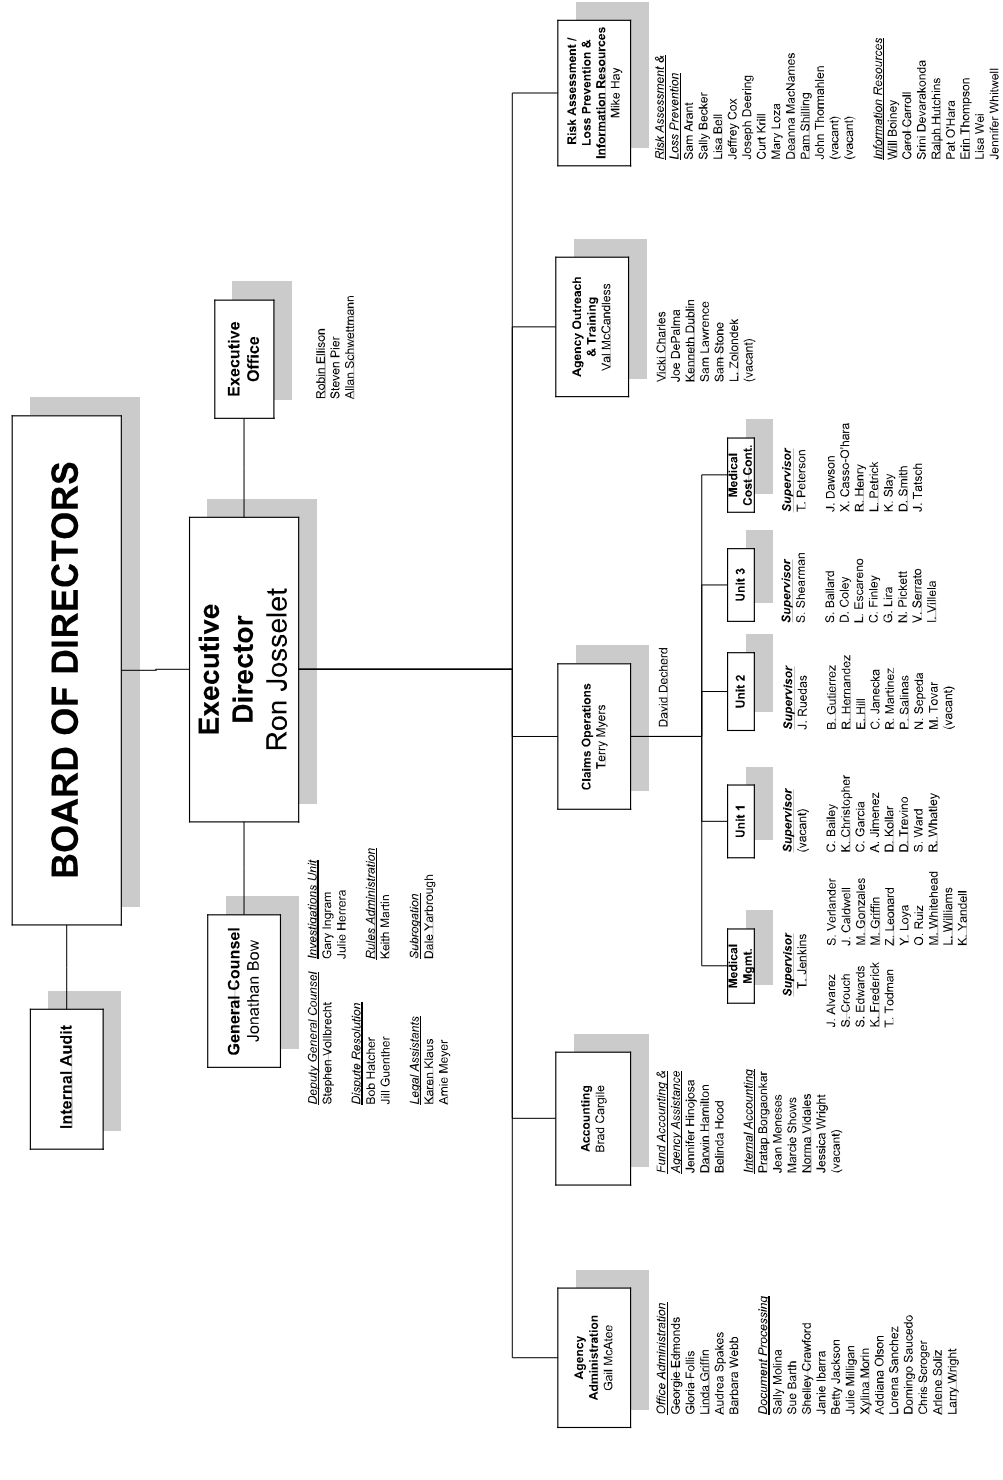 BOARD OF DIRECTORS
Internal Audit
Executive
Director
Ron Josselet
Executive
Office
Robin Ellison
Steven Pier
Allan Schwettmann
General Counsel
Jonathan Bow
Deputy General Counsel
Stephen Vollbrecht
Dispute Resolution
Bob Hatcher
Jill Guenther
Legal Assistants
Karen Klaus
Amie Meyer
Investigations Unit
Gary Ingram
Julie Herrera
Rules Administration
Keith Martin
Subrogation
Dale Yarbrough
Agency
Administration
Gail McAtee
Office Administration
Georgie Edmonds
Gloria Follis
Linda Griffin
Audrea Spakes
Barbara Webb
Document Processing
Sally Molina
Sue Barth
Shelley Crawford
Janie Ibarra
Betty Jackson
Julie Milligan
Xylina Morin
Addiana Olson
Lorena Sanchez
Domingo Saucedo
Chris Scroger
Arlene Soliz
Larry Wright
Accounting
Brad Cargile
Fund Accounting &
Agency Assistance
Jennifer Hinojosa
Darwin Hamilton
Belinda Hood
Internal Accounting
Pratap Borgaonkar
Jean Meneses
Marcie Shows
Norma Vidales
Jessica Wright
(vacant)
Claims Operations
Terry Myers
David Decherd
Medical
Mgmt.
Supervisor
T. Jenkins
J. Alvarez
S. Crouch
S. Edwards
K. Frederick
T. Todman
S. Verlander
J. Caldwell
M. Gonzales
M. Griffin
Z. Leonard
Y. Loya
O. Ruiz
M. Whitehead
L. Williams
K. Yandell
Unit 1
Supervisor
(vacant)
C. Bailey
K. Christopher
C. Garcia
A. Jimenez
D. Kollar
D. Trevino
S. Ward
R. Whatley
Unit 2
Supervisor
J. Ruedas
B. Gutierrez
R. Hernandez
E. Hill
C. Janecka
R. Martinez
P. Salinas
N. Sepeda
M. Tovar
(vacant)
Unit 3
Supervisor
S. Shearman
S. Ballard
D. Coley
L. Escareno
C. Finley
G. Lira
N. Pickett
V. Serrato
I. Villela
Medical
Cost Cont.
Supervisor
T. Peterson
J. Dawson
X. Casso-O'hara
R. Henry
L. Petrick
K. Slay
D. Smith
J. Tatsch
Agency Outreach
& Training
Val McCandless
Vicki Charles
Joe DePalma
Kenneth Dublin
Sam Lawrence
Sam Stone
L. Zolondek
(vacant)
Risk Assessment /
Loss Prevention &
Information Resources
Mike Hay
Risk Assessment &
Loss Prevention
Sam Arant
Sally Becker
Lisa Bell
Jeffrey Cox
Joseph Deering
Curt Krill
Mary Loza
Deanna MacNames
Pam Shilling
John Thormahlen
(vacant)
(vacant)
Information Resources
Will Boiney
Carol Carroll
Srini Devarakonda
Ralph Hutchins
Pat O'Hara
Erin Thompson
Lisa Wei
Jennifer Whitwell